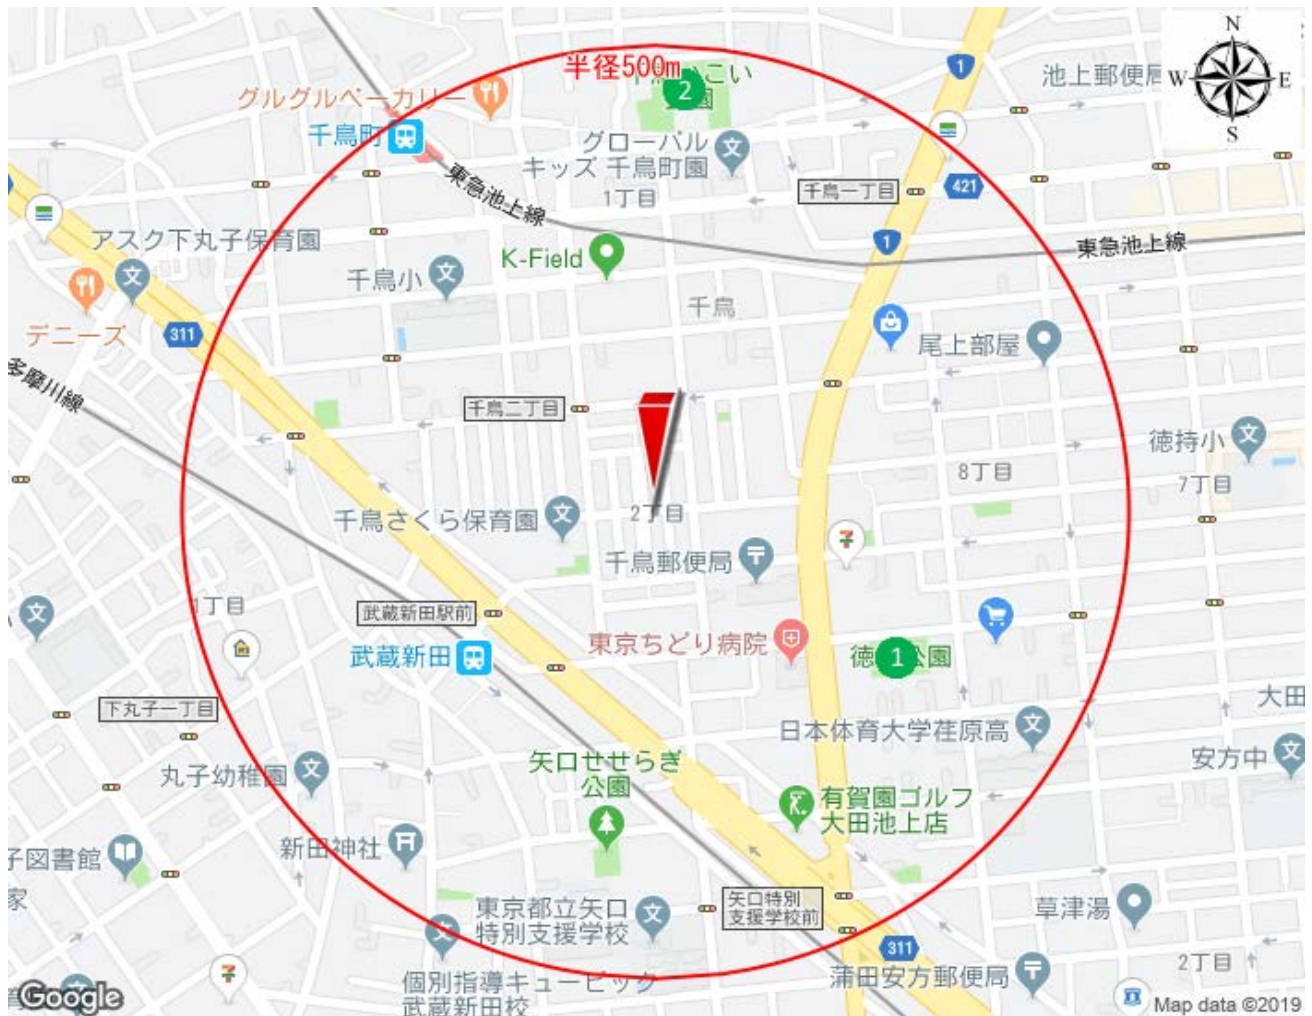 N
W
E
S
半径500m
2
こい
園
1
池上郵便局
グルグルベーカリー
千鳥町
グローバル
キッズ 千鳥町園
東急池上線
1丁目
千鳥一丁目
421
アスク下丸子保育園
K-Field
1
東急池上線
千鳥小
千鳥
デニーズ
311
尾上部屋
多摩川線
千鳥二丁目
徳持小
8丁目
7丁目
千鳥さくら保育園
2丁目
千鳥郵便局
1丁目
武蔵新田駅前
東京ちどり病院
武蔵新田
徳
1
公園
下丸子一丁目
大田
日本体育大学荏原高
安方中
矢口せせらぎ
公園
丸子幼稚園
有賀園ゴルフ
大田池上店
子図書館
新田神社
家
東京都立矢口
特別支援学校
矢口特別
支援学校前
草津湯
311
2丁目
個別指導キュービック
武蔵新田校
蒲田安方郵便局
Google
Map data ©2019